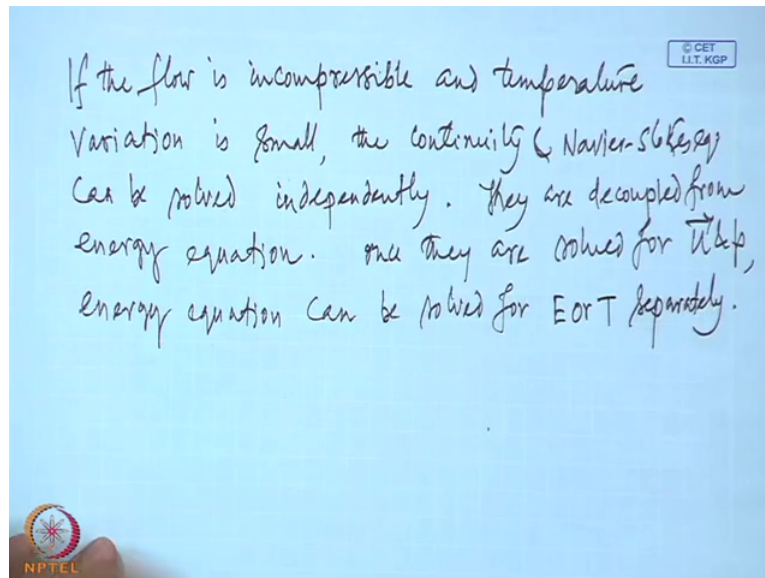 © CET
I.I.T. KGP
If the flow is incompressible and temperature
variation is small, the continuity & Navier-Stokes eqs
can be solved independently. They are decoupled from
energy equation. Once they are solved for u⃗ & p,
energy equation can be solved for E or T separately.
NPTEL